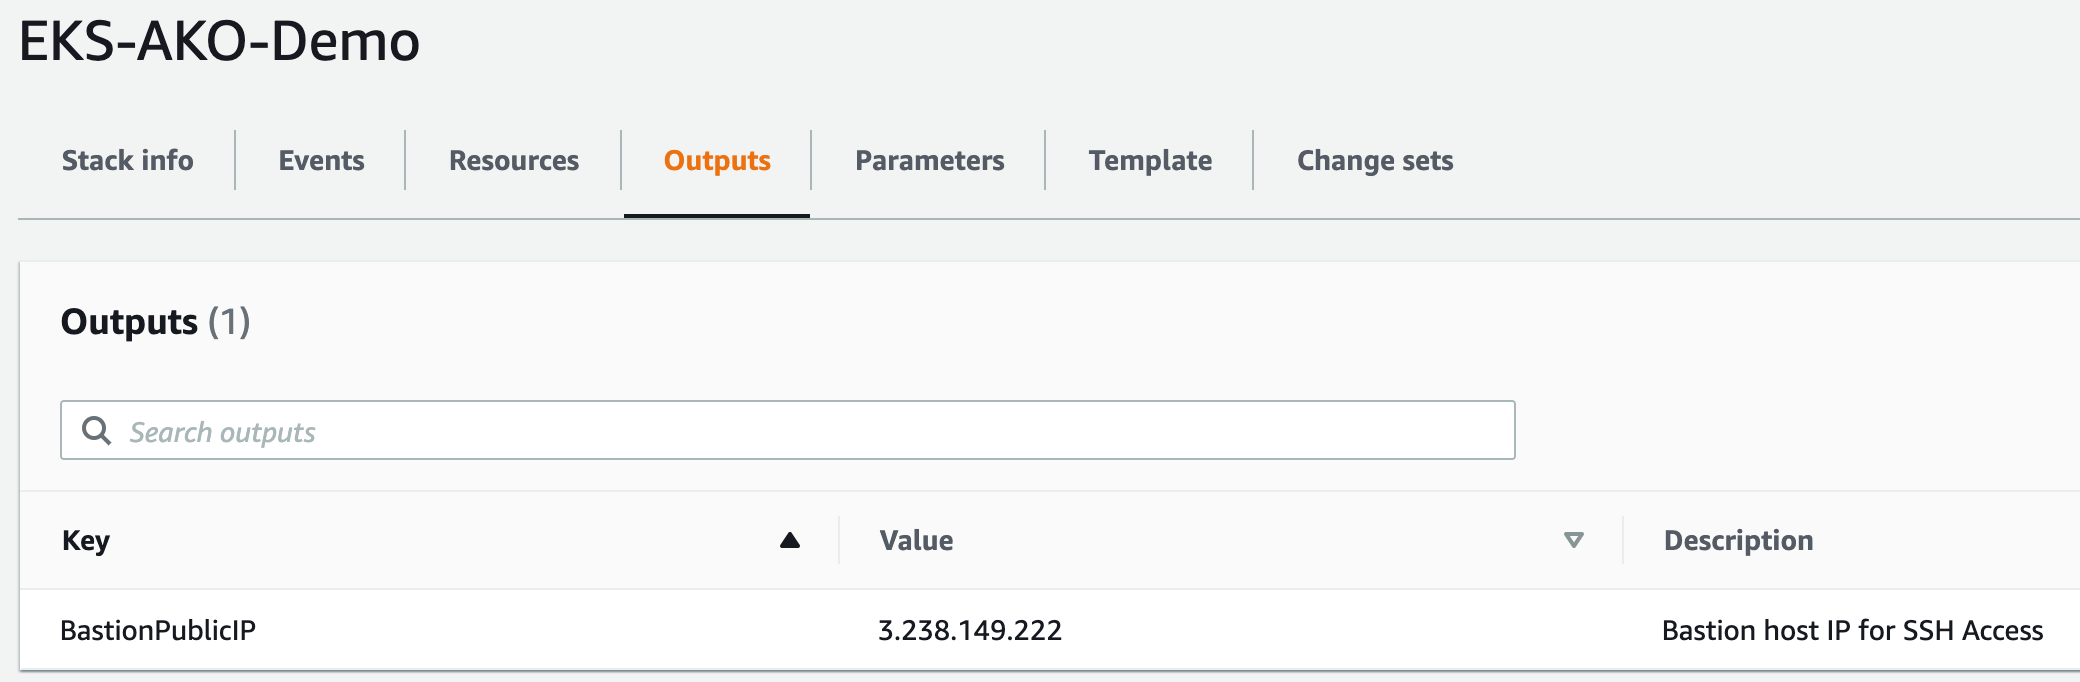 EKS-AKO-Demo
Stack info Events Resources Outputs Parameters Template Change sets
Outputs (1)
Search outputs
Key Value Description
BastionPublicIP 3.238.149.222 Bastion host IP for SSH Access